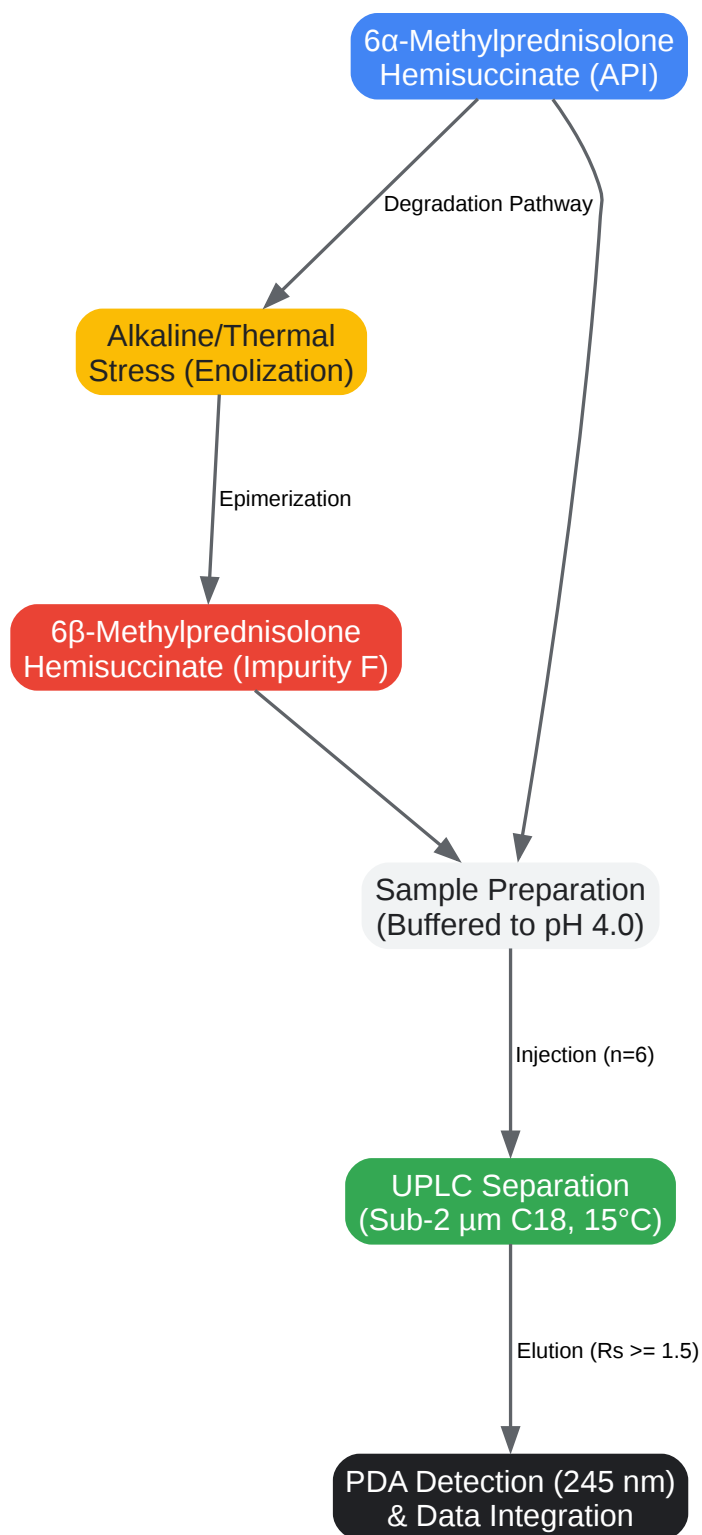 6α-Methylprednisolone
Hemisuccinate (API)
Degradation Pathway
Alkaline/Thermal
Stress (Enolization)
Epimerization
6β-Methylprednisolone
Hemisuccinate (Impurity F)
Sample Preparation
(Buffered to pH 4.0)
Injection (n=6)
UPLC Separation
(Sub-2 µm C18, 15°C)
Elution (Rs >= 1.5)
PDA Detection (245 nm)
& Data Integration